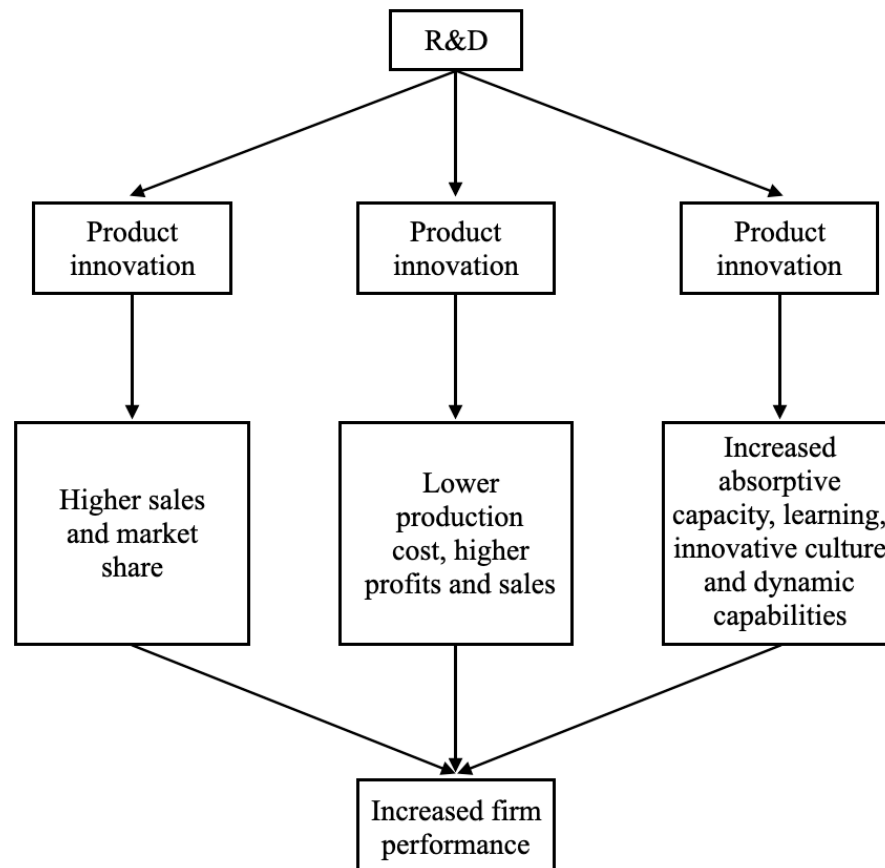 R&D
Product
innovation
Product
innovation
Product
innovation
Higher sales
and market
share
Lower
production
cost, higher
profits and sales
Increased
absorptive
capacity, learning,
innovative culture
and dynamic
capabilities
Increased firm
performance